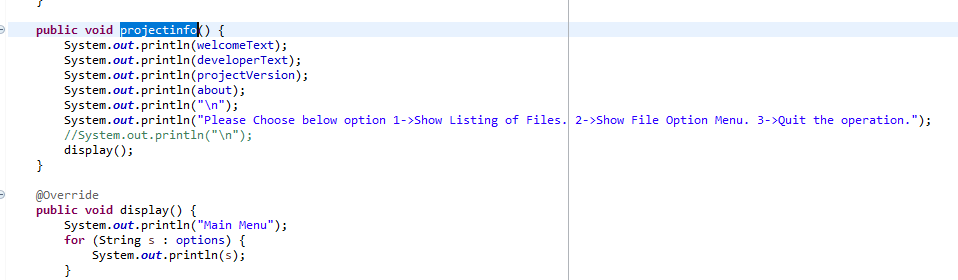 }
public void projectinfo() {
System.out.println(welcomeText);
System.out.println(developerText);
System.out.println(projectVersion);
System.out.println(about);
System.out.println("\n");
System.out.println("Please Choose below option 1->Show Listing of Files. 2->Show File Option Menu. 3->Quit the operation.");
//System.out.println("\n");
display();
}
@Override
public void display() {
System.out.println("Main Menu");
for (String s : options) {
System.out.println(s);
}